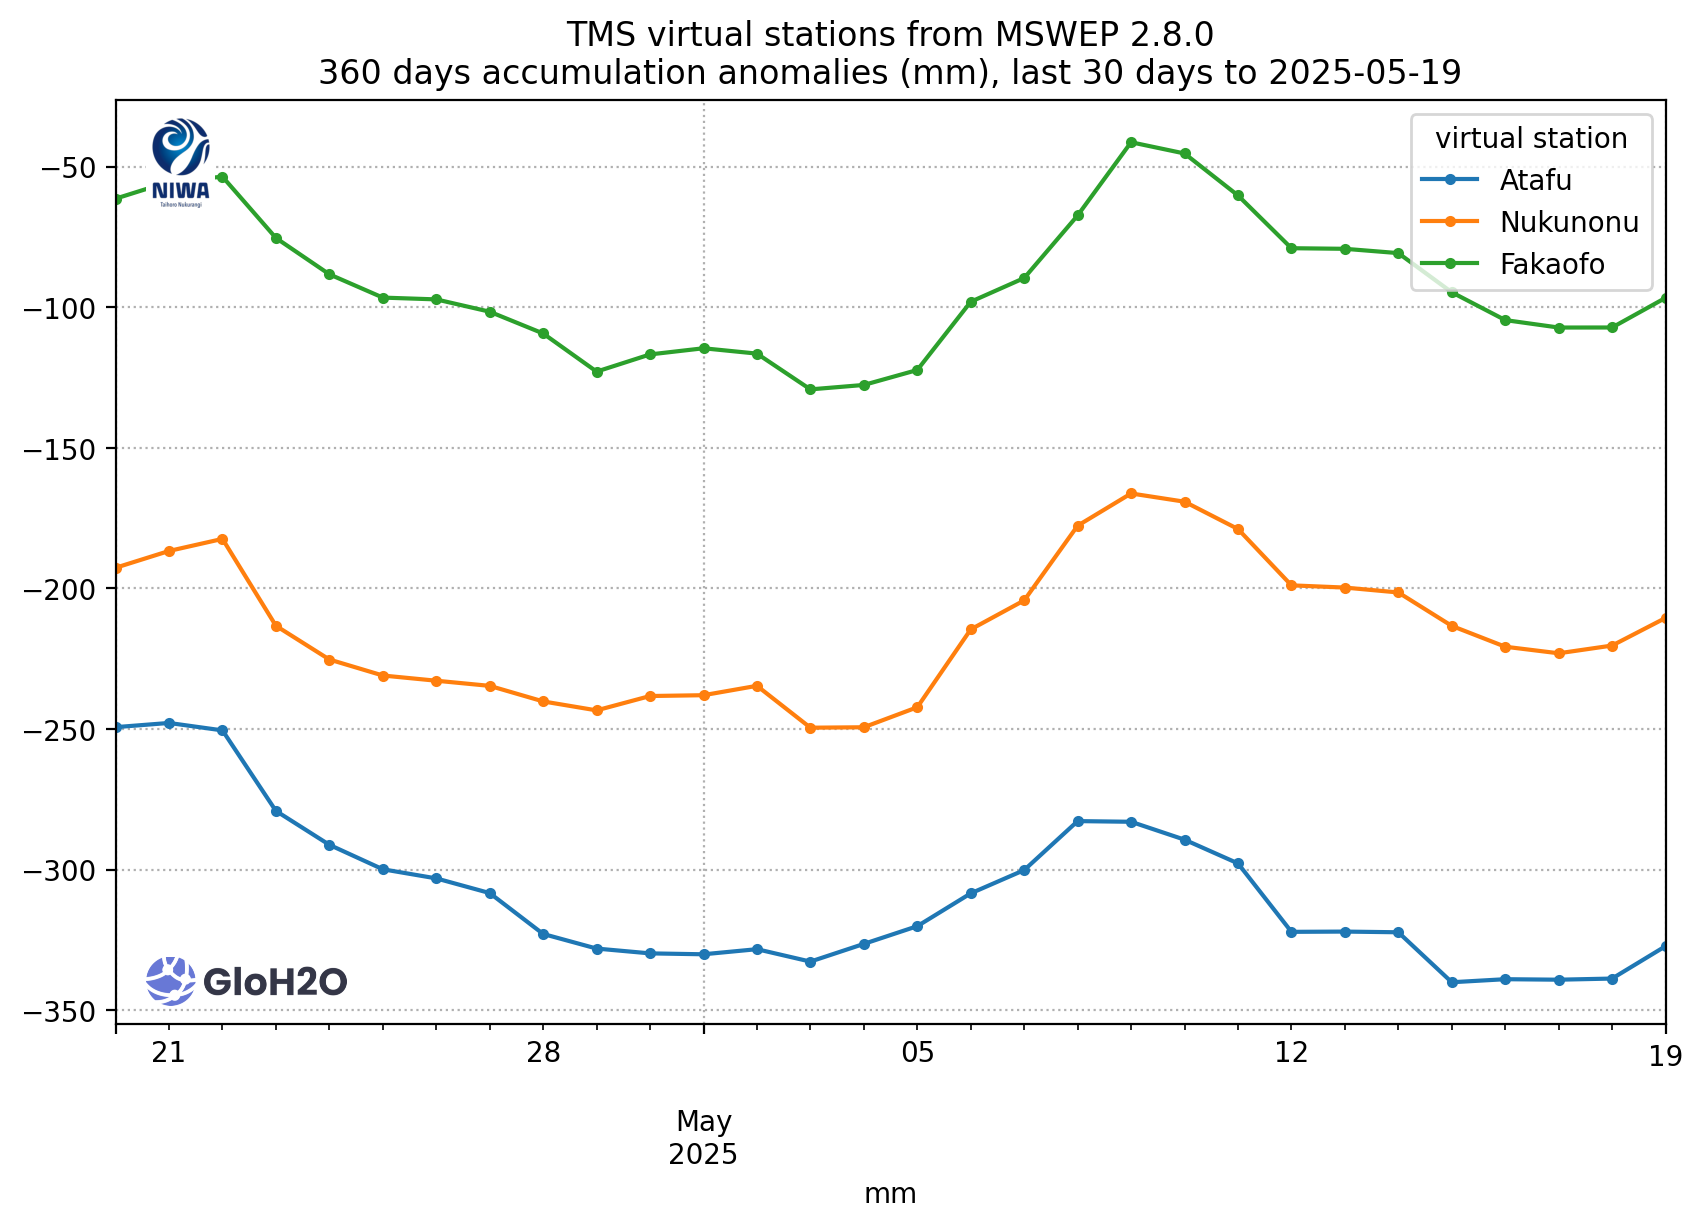 TMS virtual stations from MSWEP 2.8.0
360 days accumulation anomalies (mm), last 30 days to 2025-05-19
NIWA
Taihoro Nukurangi
virtual station
Atafu
Nukunonu
Fakaofo
−50
−100
−150
−200
−250
−300
−350
GloH2O
21
28
05
12
19
May
2025
mm